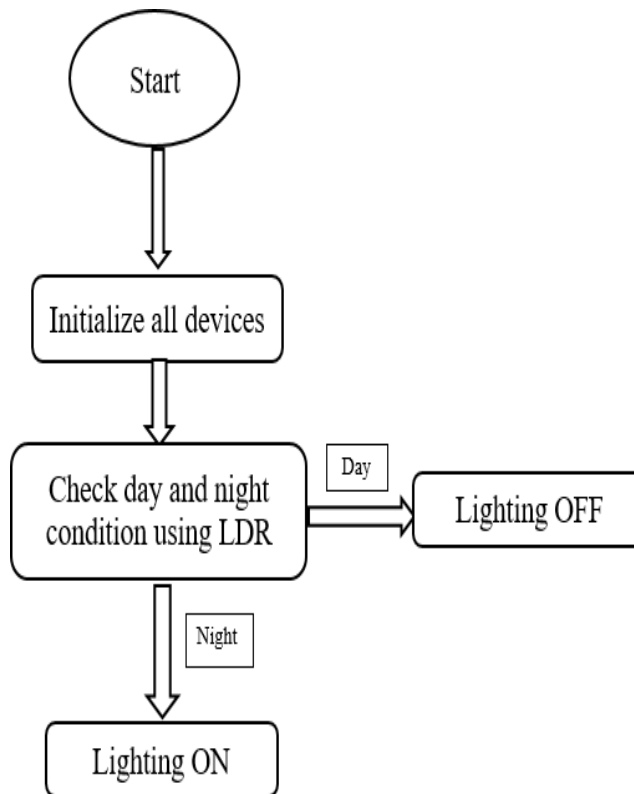 Start
Initialize all devices
Check day and night
condition using LDR
Day
Lighting OFF
Night
Lighting ON